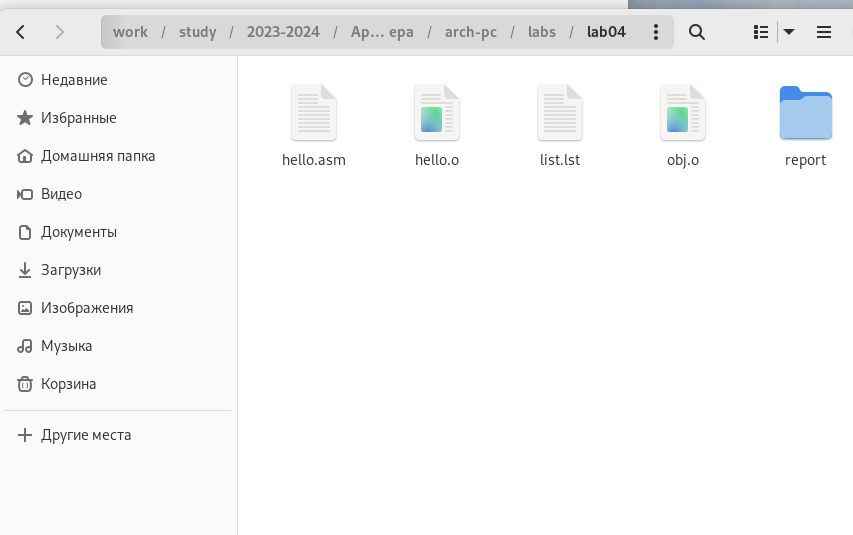 work / study / 2023-2024 / Ар… ера / arch-pc / labs / lab04
Недавние
Избранные
Домашняя папка
Видео
Документы
Загрузки
Изображения
Музыка
Корзина
Другие места
hello.asm hello.o list.lst obj.o report